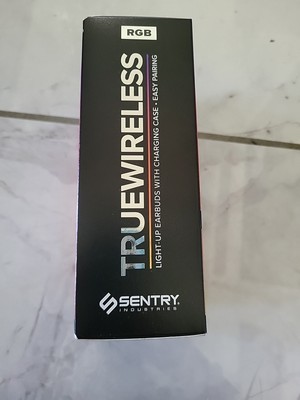 RGB
TRUEWIRELESS
LIGHT-UP EARBUDS WITH CHARGING CASE • EASY PAIRING
SENTRY
INDUSTRIES